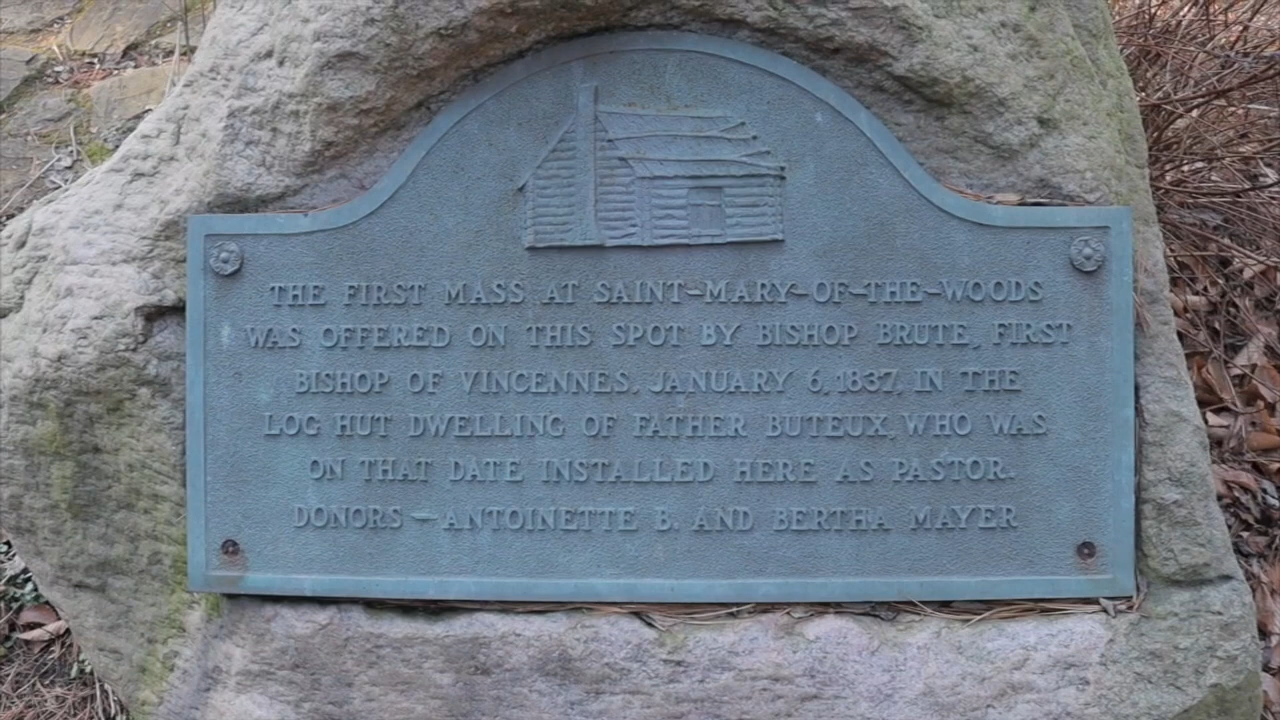 THE FIRST MASS AT SAINT-MARY-OF-THE-WOODS
WAS OFFERED ON THIS SPOT BY BISHOP BRUTE, FIRST
BISHOP OF VINCENNES, JANUARY 6, 1837, IN THE
LOG HUT DWELLING OF FATHER BUTEUX, WHO WAS
ON THAT DATE INSTALLED HERE AS PASTOR.
DONORS — ANTOINETTE B. AND BERTHA MAYER